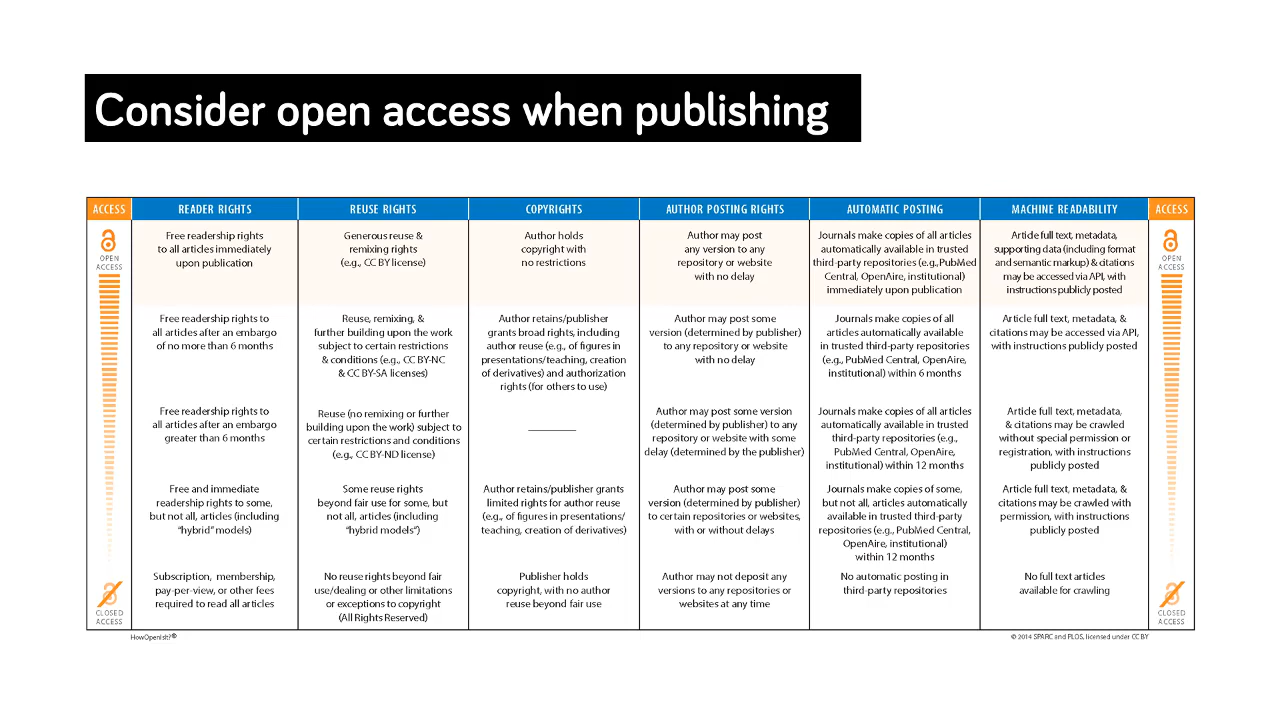 Consider open access when publishing
ACCESS READER RIGHTS REUSE RIGHTS COPYRIGHTS AUTHOR POSTING RIGHTS AUTOMATIC POSTING MACHINE READABILITY ACCESS
OPEN
ACCESS
Free readership rights
to all articles immediately
upon publication
Generous reuse &
remixing rights
(e.g., CC BY license)
Author holds
copyright with
no restrictions
Author may post
any version to any
repository or website
with no delay
Journals make copies of all articles
automatically available in trusted
third-party repositories (e.g.,PubMed
Central, OpenAire, institutional)
immediately upon publication
Article full text, metadata,
supporting data (including format
and semantic markup) & citations
may be accessed via API, with
instructions publicly posted
OPEN
ACCESS
Free readership rights to
all articles after an embargo
of no more than 6 months
Reuse, remixing, &
further building upon the work
subject to certain restrictions
& conditions (e.g., CC BY-NC
& CC BY-SA licenses)
Author retains/publisher
grants broad rights, including
author reuse (e.g., of figures in
presentations/teaching, creation
of derivatives) and authorization
rights (for others to use)
Author may post some
version (determined by publisher)
to any repository or website
with no delay
Journals make copies of all
articles automatically available
in trusted third-party repositories
(e.g., PubMed Central, OpenAire,
institutional) within 6 months
Article full text, metadata, &
citations may be accessed via API,
with instructions publicly posted
Free readership rights to
all articles after an embargo
greater than 6 months
Reuse (no remixing or further
building upon the work) subject to
certain restrictions and conditions
(e.g., CC BY-ND license)
Author may post some version
(determined by publisher) to any
repository or website with some
delay (determined by the publisher)
Journals make copies of all articles
automatically available in trusted
third-party repositories (e.g.,
PubMed Central, OpenAire,
institutional) within 12 months
Article full text, metadata,
& citations may be crawled
without special permission or
registration, with instructions
publicly posted
Free and immediate
readership rights to some,
but not all, articles (including
“hybrid” models)
Some reuse rights
beyond fair use for some, but
not all, articles (including
“hybrid models”)
Author retains/publisher grants
limited rights for author reuse
(e.g., of figures in presentations/
teaching, creation of derivatives)
Author may post some
version (determined by publisher)
to certain repositories or websites,
with or without delays
Journals make copies of some,
but not all, articles automatically
available in trusted third-party
repositories (e.g., PubMed Central,
OpenAire, institutional)
within 12 months
Article full text, metadata, &
citations may be crawled with
permission, with instructions
publicly posted
CLOSED
ACCESS
Subscription, membership,
pay-per-view, or other fees
required to read all articles
No reuse rights beyond fair
use/dealing or other limitations
or exceptions to copyright
(All Rights Reserved)
Publisher holds
copyright, with no author
reuse beyond fair use
Author may not deposit any
versions to any repositories or
websites at any time
No automatic posting in
third-party repositories
No full text articles
available for crawling
CLOSED
ACCESS
HowOpenIsIt?® © 2014 SPARC and PLOS, licensed under CC BY